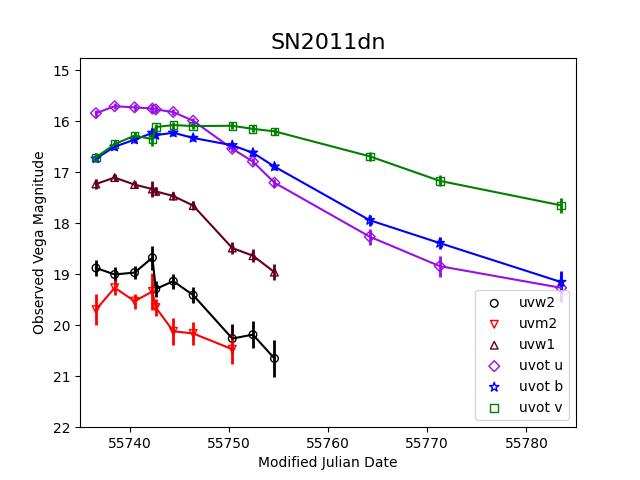 SN2011dn
15
16
17
18
19
20
21
22
Observed Vega Magnitude
55740 55750 55760 55770 55780
Modified Julian Date
uvw2
uvm2
uvw1
uvot u
uvot b
uvot v